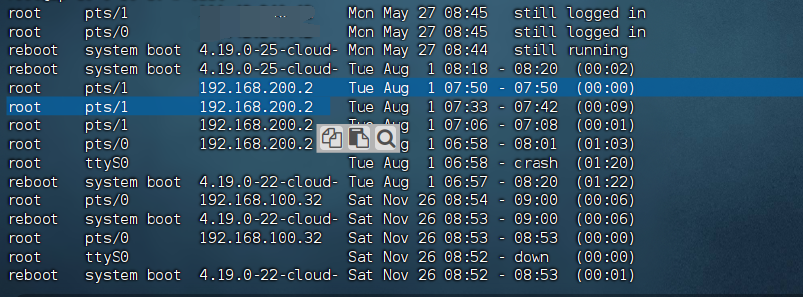 root pts/1 ... Mon May 27 08:45 still logged in
root pts/0 Mon May 27 08:45 still logged in
reboot system boot 4.19.0-25-cloud- Mon May 27 08:44 still running
reboot system boot 4.19.0-25-cloud- Tue Aug 1 08:18 - 08:20 (00:02)
root pts/1 192.168.200.2 Tue Aug 1 07:50 - 07:50 (00:00)
root pts/1 192.168.200.2 Tue Aug 1 07:33 - 07:42 (00:09)
root pts/1 192.168.200.2 Tue Aug 1 07:06 - 07:08 (00:01)
root pts/0 192.168.200.2 Tue Aug 1 06:58 - 08:01 (01:03)
root ttyS0 Tue Aug 1 06:58 - crash (01:20)
reboot system boot 4.19.0-22-cloud- Tue Aug 1 06:57 - 08:20 (01:22)
root pts/0 192.168.100.32 Sat Nov 26 08:54 - 09:00 (00:06)
reboot system boot 4.19.0-22-cloud- Sat Nov 26 08:53 - 09:00 (00:06)
root pts/0 192.168.100.32 Sat Nov 26 08:53 - 08:53 (00:00)
root ttyS0 Sat Nov 26 08:52 - down (00:00)
reboot system boot 4.19.0-22-cloud- Sat Nov 26 08:52 - 08:53 (00:01)